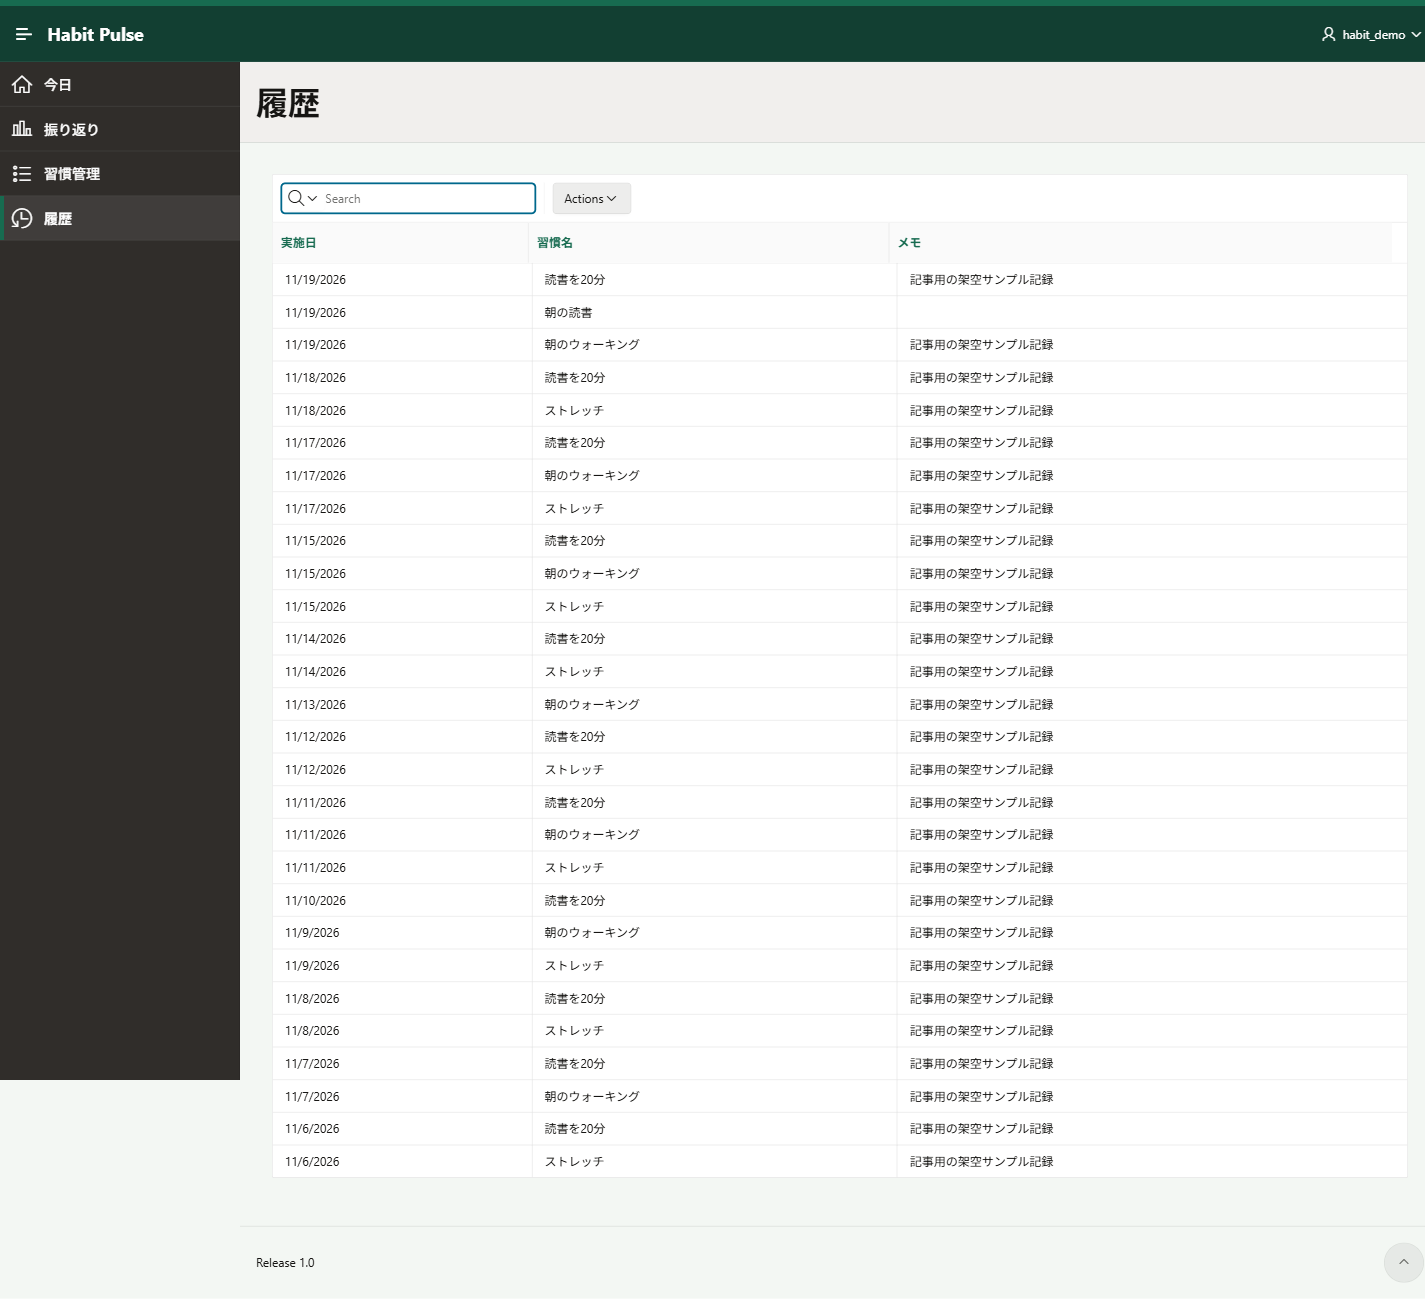 Habit Pulse
habit_demo
今日
振り返り
習慣管理
履歴
履歴
Search
Actions
実施日 習慣名 メモ
11/19/2026 読書を20分 記事用の架空サンプル記録
11/19/2026 朝の読書
11/19/2026 朝のウォーキング 記事用の架空サンプル記録
11/18/2026 読書を20分 記事用の架空サンプル記録
11/18/2026 ストレッチ 記事用の架空サンプル記録
11/17/2026 読書を20分 記事用の架空サンプル記録
11/17/2026 朝のウォーキング 記事用の架空サンプル記録
11/17/2026 ストレッチ 記事用の架空サンプル記録
11/15/2026 読書を20分 記事用の架空サンプル記録
11/15/2026 朝のウォーキング 記事用の架空サンプル記録
11/15/2026 ストレッチ 記事用の架空サンプル記録
11/14/2026 読書を20分 記事用の架空サンプル記録
11/14/2026 ストレッチ 記事用の架空サンプル記録
11/13/2026 朝のウォーキング 記事用の架空サンプル記録
11/12/2026 読書を20分 記事用の架空サンプル記録
11/12/2026 ストレッチ 記事用の架空サンプル記録
11/11/2026 読書を20分 記事用の架空サンプル記録
11/11/2026 朝のウォーキング 記事用の架空サンプル記録
11/11/2026 ストレッチ 記事用の架空サンプル記録
11/10/2026 読書を20分 記事用の架空サンプル記録
11/9/2026 朝のウォーキング 記事用の架空サンプル記録
11/9/2026 ストレッチ 記事用の架空サンプル記録
11/8/2026 読書を20分 記事用の架空サンプル記録
11/8/2026 ストレッチ 記事用の架空サンプル記録
11/7/2026 読書を20分 記事用の架空サンプル記録
11/7/2026 朝のウォーキング 記事用の架空サンプル記録
11/6/2026 読書を20分 記事用の架空サンプル記録
11/6/2026 ストレッチ 記事用の架空サンプル記録
Release 1.0